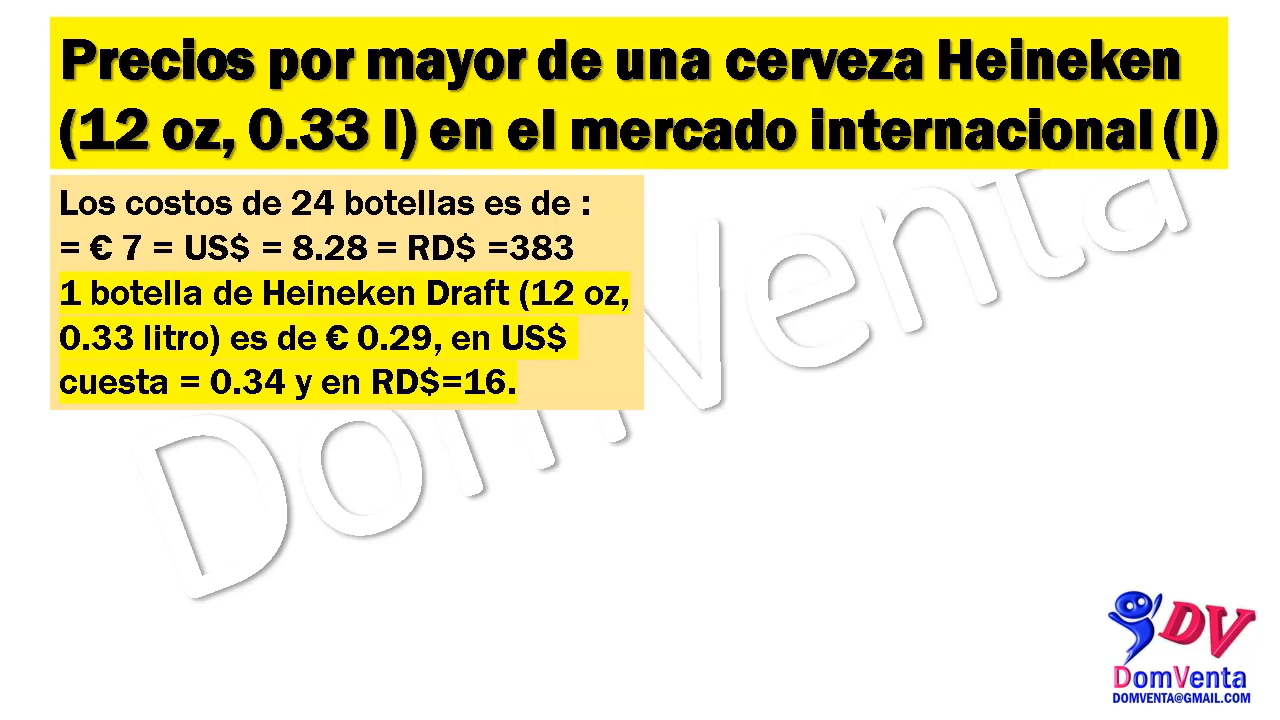 Precios por mayor de una cerveza Heineken
(12 oz, 0.33 l) en el mercado internacional (I)
Los costos de 24 botellas es de :
= € 7 = US$ = 8.28 = RD$ =383
1 botella de Heineken Draft (12 oz,
0.33 litro) es de € 0.29, en US$
cuesta = 0.34 y en RD$=16.
DomVenta
DV
DomVenta
DOMVENTA@GMAIL.COM